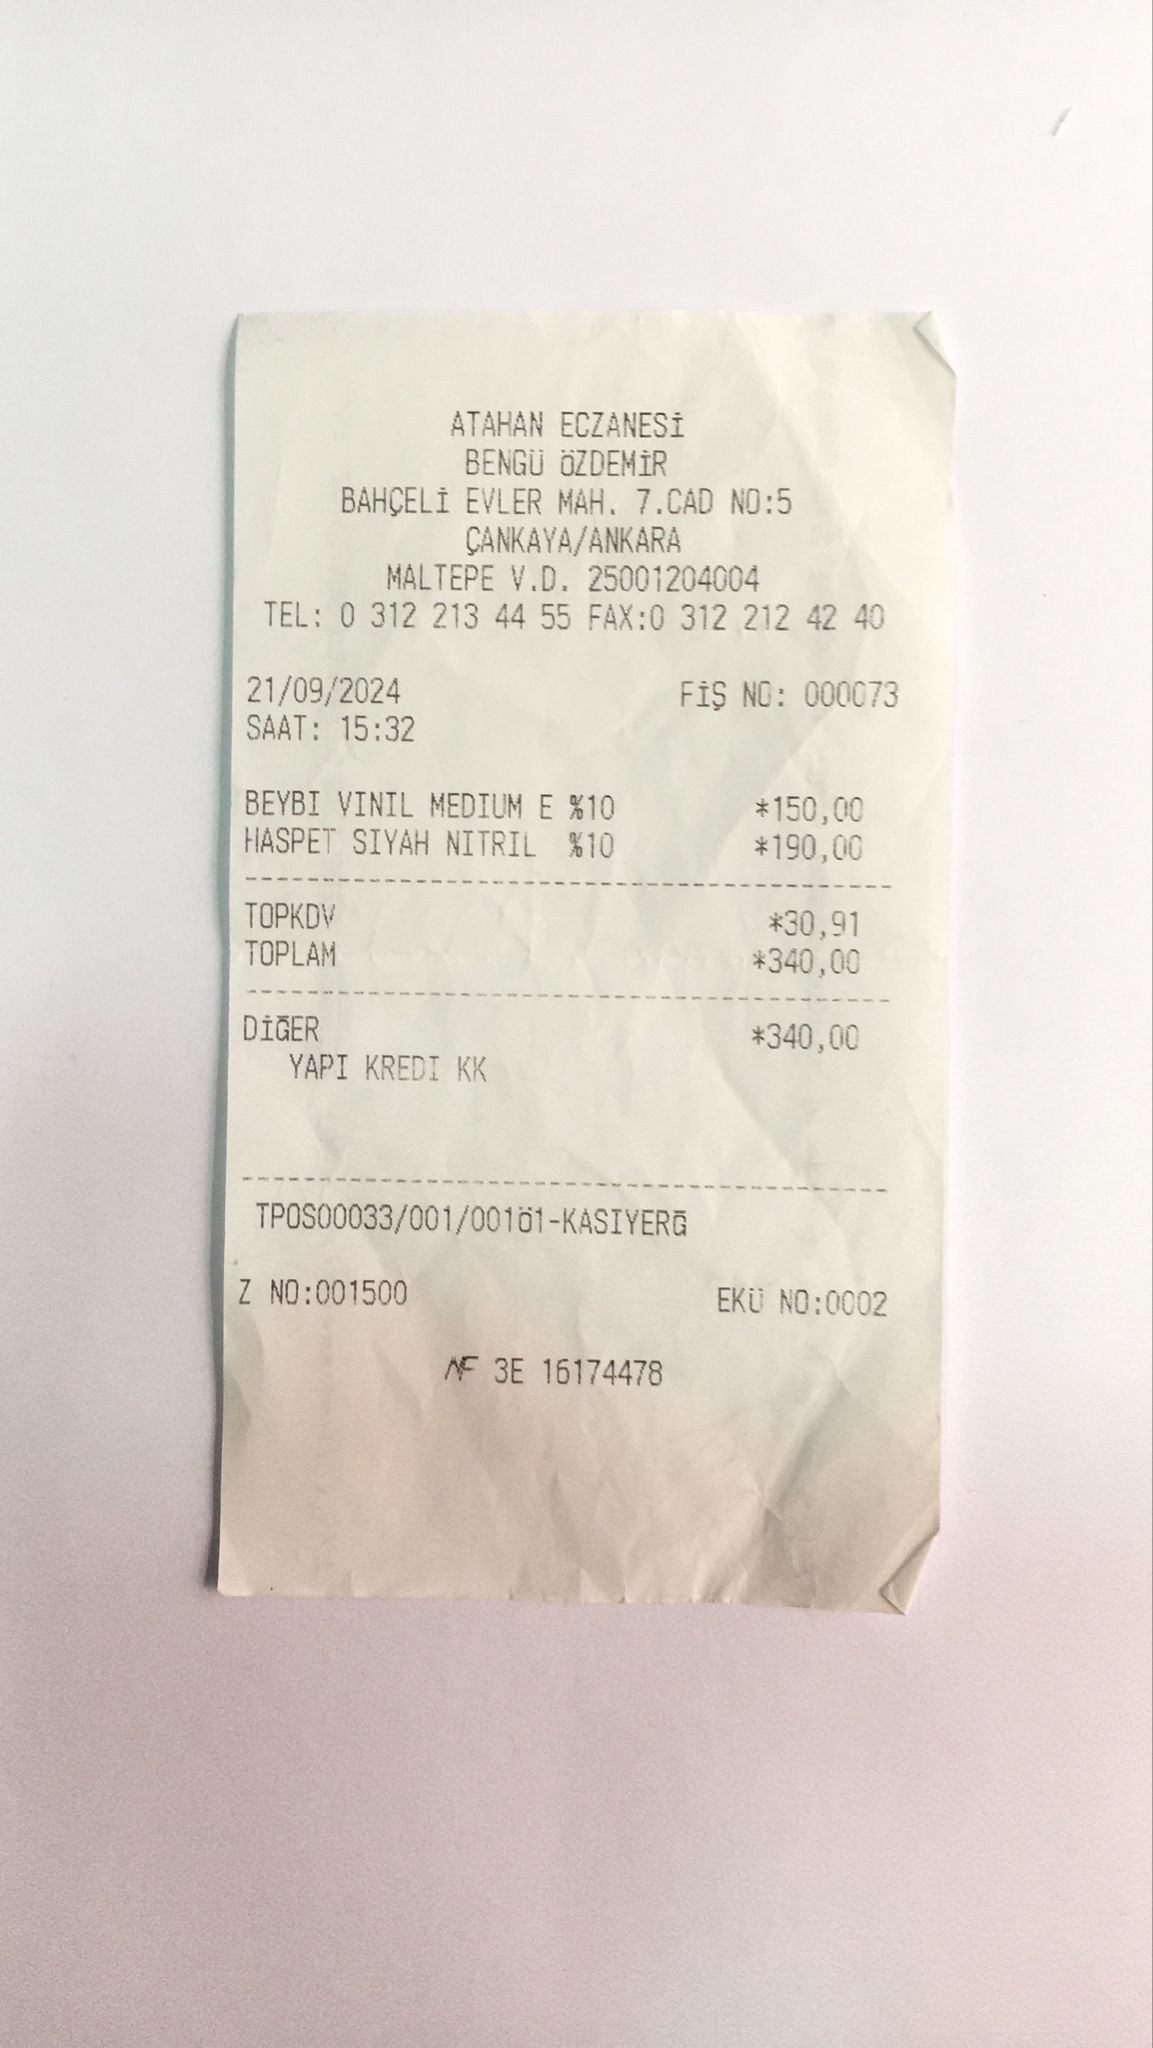 ATAHAN ECZANESİ
BENGÜ ÖZDEMİR
BAHÇELİ EVLER MAH. 7.CAD NO:5
ÇANKAYA/ANKARA
MALTEPE V.D. 25001204004
TEL: 0 312 213 44 55 FAX:0 312 212 42 40
21/09/2024 FİŞ NO: 000073
SAAT: 15:32
BEYBI VINIL MEDIUM E %10 *150,00
HASPET SIYAH NITRIL %10 *190,00
TOPKDV *30,91
TOPLAM *340,00
DİĞER *340,00
YAPI KREDI KK
TPOS00033/001/001ö1-KASIYERĞ
Z NO:001500 EKÜ NO:0002
MF 3E 16174478